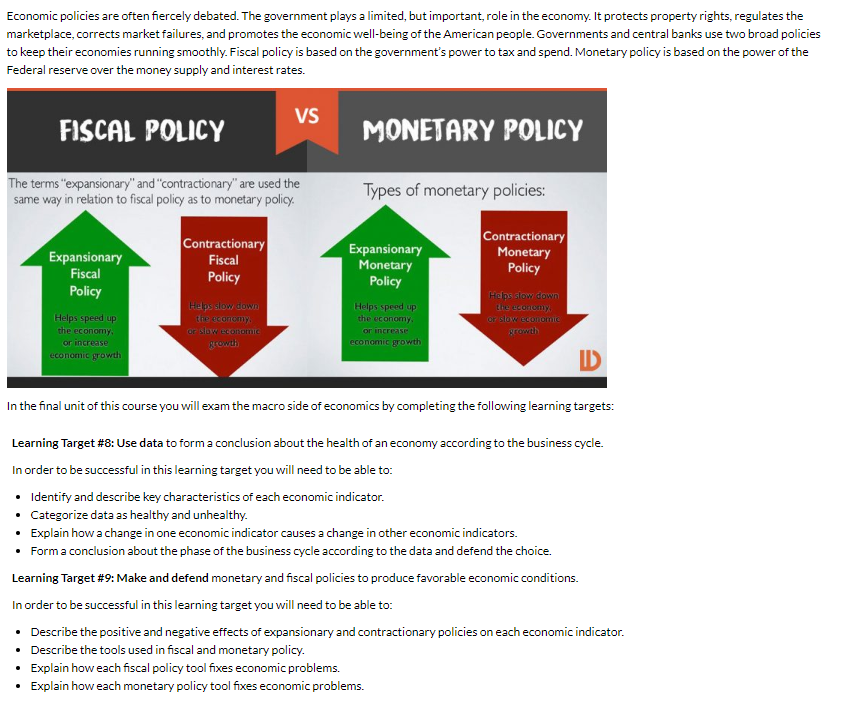 Economic policies are often fiercely debated. The government plays a limited, but important, role in the economy. It protects property rights, regulates the
marketplace, corrects market failures, and promotes the economic well-being of the American people. Governments and central banks use two broad policies
to keep their economies running smoothly. Fiscal policy is based on the government's power to tax and spend. Monetary policy is based on the power of the
Federal reserve over the money supply and interest rates.
FISCAL POLICY
VS
MONETARY POLICY
The terms "expansionary" and "contractionary" are used the
same way in relation to fiscal policy as to monetary policy.
Types of monetary policies:
Expansionary
Fiscal
Policy
Helps speed up
the economy,
or increase
economic growth
Contractionary
Fiscal
Policy
Helps slow down
the economy,
or slow economic
growth
Expansionary
Monetary
Policy
Helps speed up
the economy,
or increase
economic growth
Contractionary
Monetary
Policy
Helps slow down
the economy,
or slow economic
growth
In the final unit of this course you will exam the macro side of economics by completing the following learning targets:
Learning Target #8: Use data to form a conclusion about the health of an economy according to the business cycle.
In order to be successful in this learning target you will need to be able to:
• Identify and describe key characteristics of each economic indicator.
• Categorize data as healthy and unhealthy.
• Explain how a change in one economic indicator causes a change in other economic indicators.
• Form a conclusion about the phase of the business cycle according to the data and defend the choice.
Learning Target #9: Make and defend monetary and fiscal policies to produce favorable economic conditions.
In order to be successful in this learning target you will need to be able to:
• Describe the positive and negative effects of expansionary and contractionary policies on each economic indicator.
• Describe the tools used in fiscal and monetary policy.
• Explain how each fiscal policy tool fixes economic problems.
• Explain how each monetary policy tool fixes economic problems.